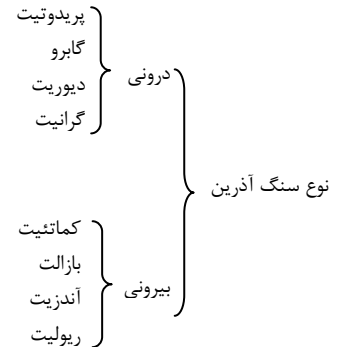 نوع سنگ آذرین
درونی
پریدوتیت
گابرو
دیوریت
گرانیت
بیرونی
کماتئیت
بازالت
آندزیت
ریولیت